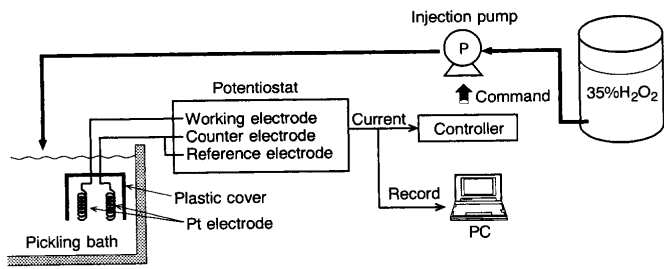 Injection pump
P
35%H₂O₂
Command
Potentiostat
Working electrode
Counter electrode
Reference electrode
Current
Controller
Record
PC
Plastic cover
Pt electrode
Pickling bath